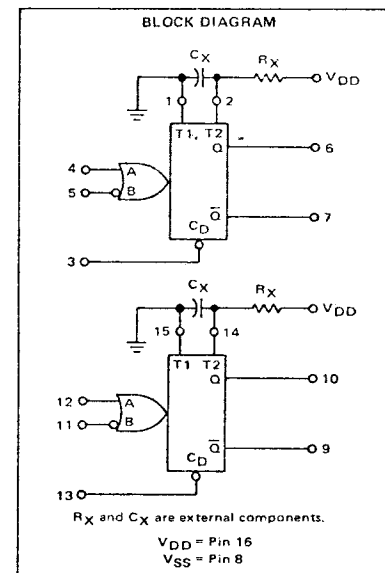 BLOCK DIAGRAM
CX
RX
VDD
1
2
T1
T2
4
A
Q
6
5
B
Q̅
7
CD
3
CX
RX
VDD
15
14
T1
T2
12
A
Q
10
11
B
Q̅
9
CD
13
RX and CX are external components.
VDD = Pin 16
VSS = Pin 8